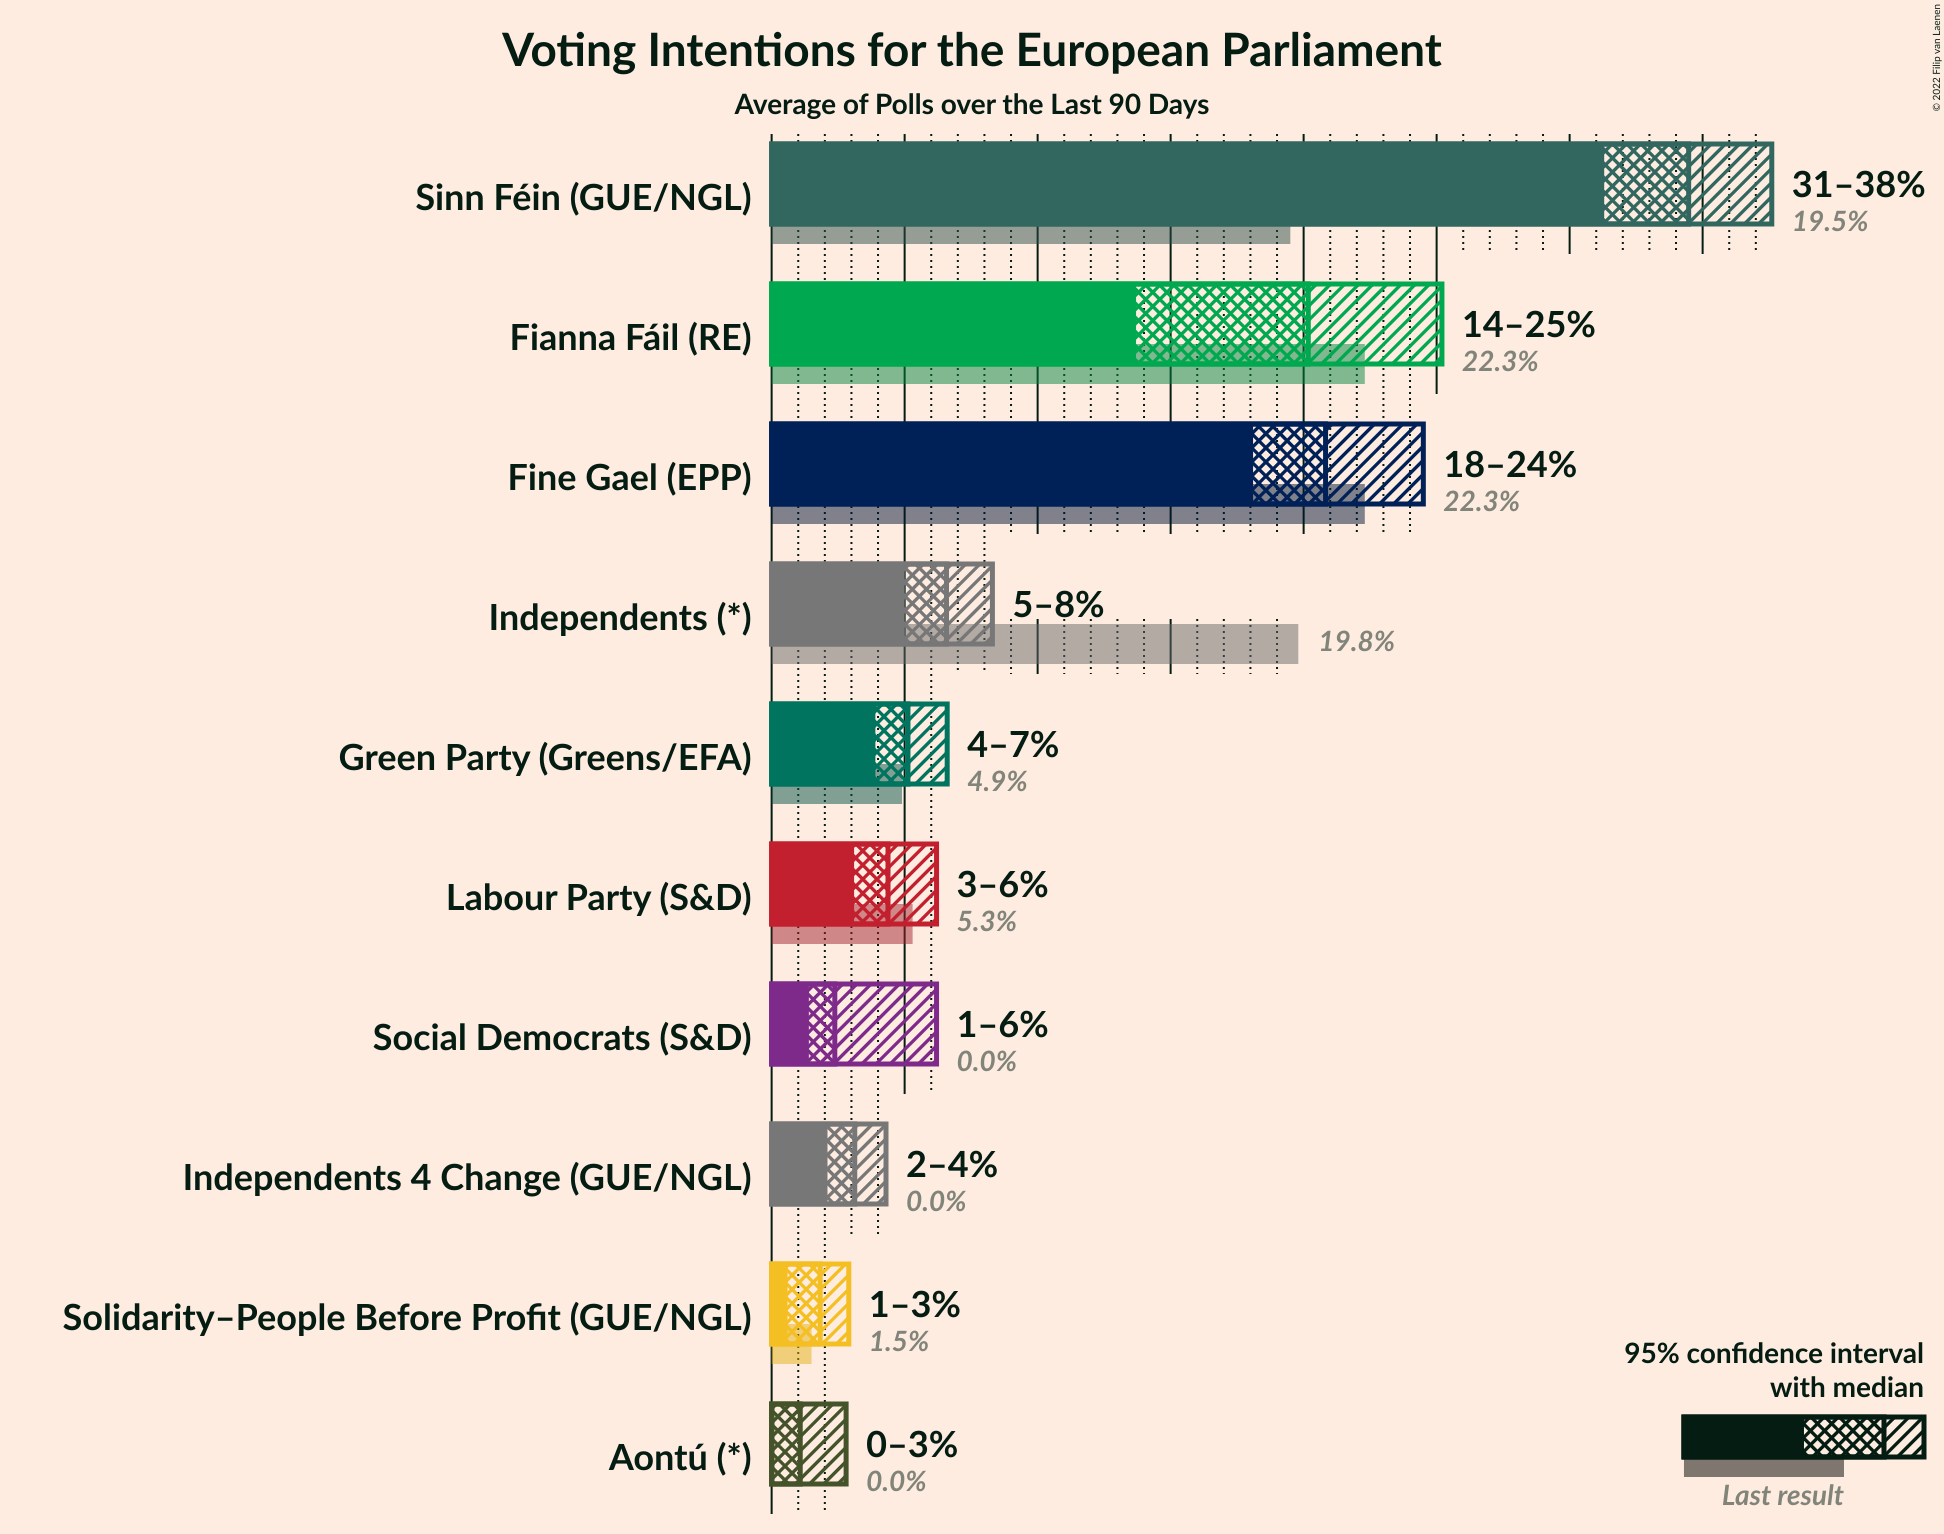 Voting Intentions for the European Parliament
Average of Polls over the Last 90 Days
© 2022 Filip van Laenen
Sinn Féin (GUE/NGL)
31–38%
19.5%
Fianna Fáil (RE)
14–25%
22.3%
Fine Gael (EPP)
18–24%
22.3%
Independents (*)
5–8%
19.8%
Green Party (Greens/EFA)
4–7%
4.9%
Labour Party (S&D)
3–6%
5.3%
Social Democrats (S&D)
1–6%
0.0%
Independents 4 Change (GUE/NGL)
2–4%
0.0%
Solidarity–People Before Profit (GUE/NGL)
1–3%
1.5%
Aontú (*)
0–3%
0.0%
95% confidence interval
with median
Last result